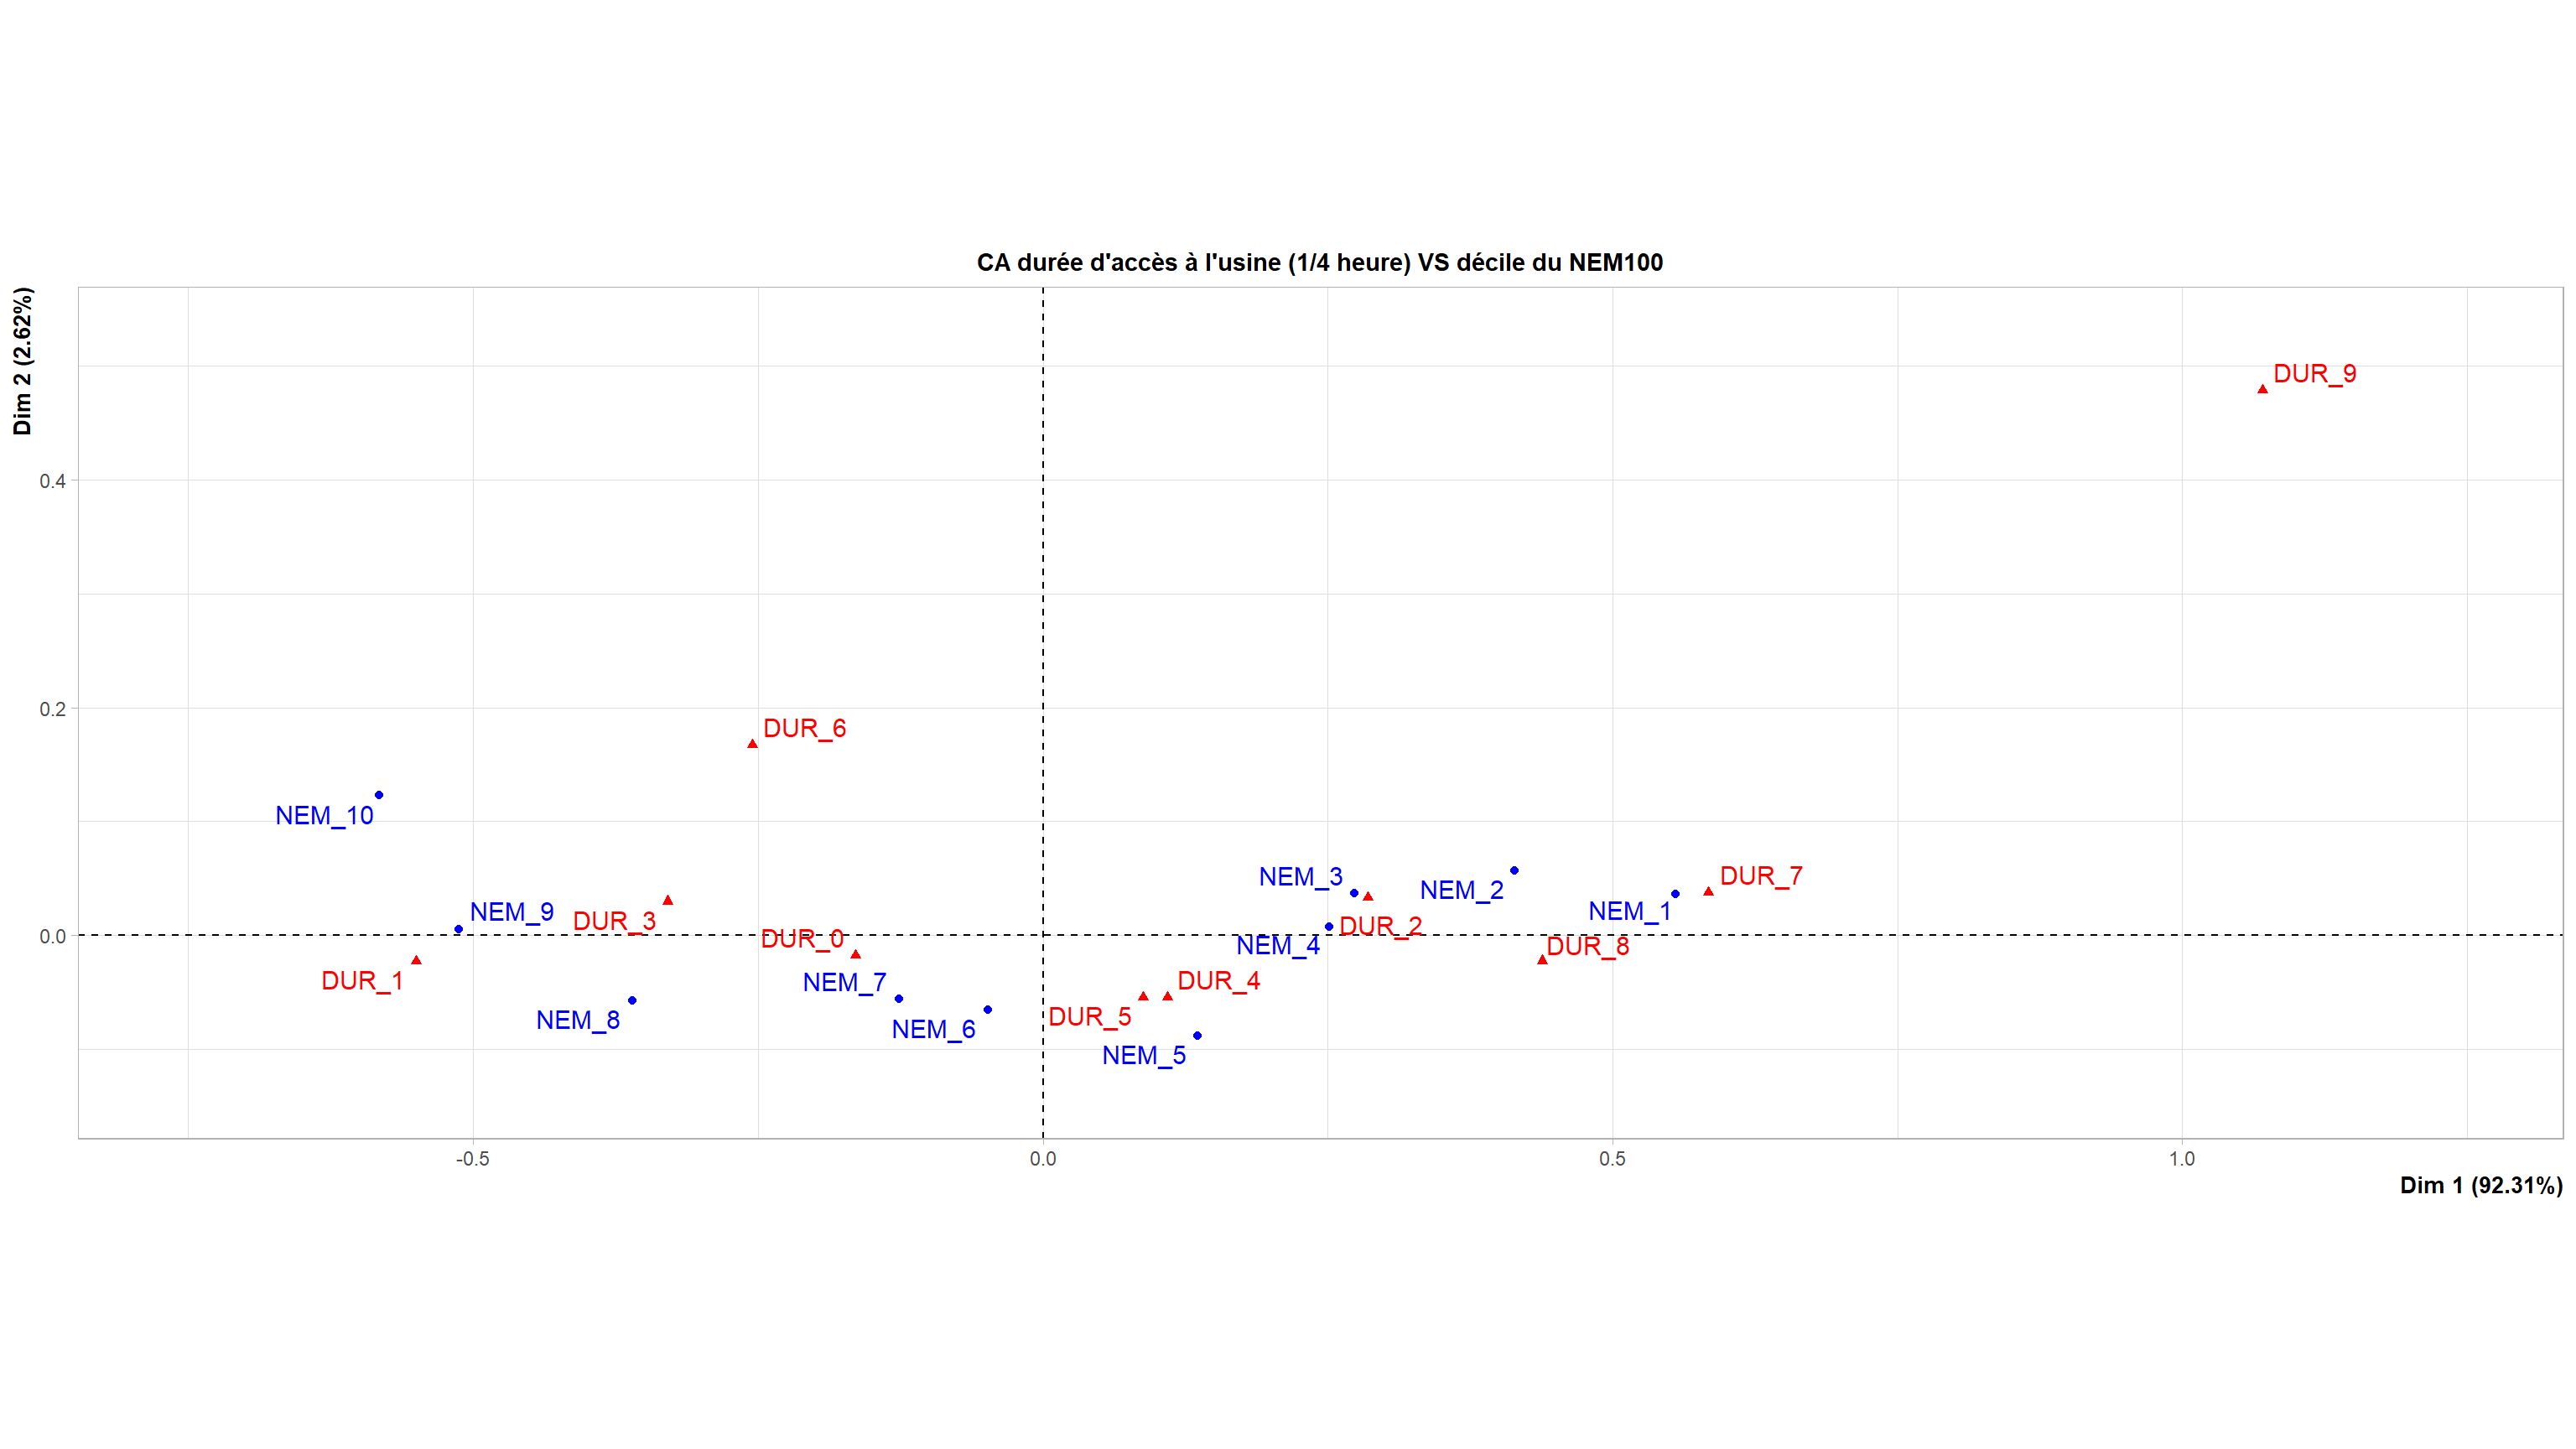 CA durée d'accès à l'usine (1/4 heure) VS décile du NEM100
Dim 2 (2.62%)
DUR_9
0.4
DUR_6
0.2
NEM_10
NEM_3
DUR_7
NEM_2
NEM_9
NEM_1
DUR_3
DUR_2
0.0
DUR_0
NEM_4
DUR_8
DUR_1
NEM_7
DUR_4
NEM_8
DUR_5
NEM_6
NEM_5
-0.5
0.0
0.5
1.0
Dim 1 (92.31%)